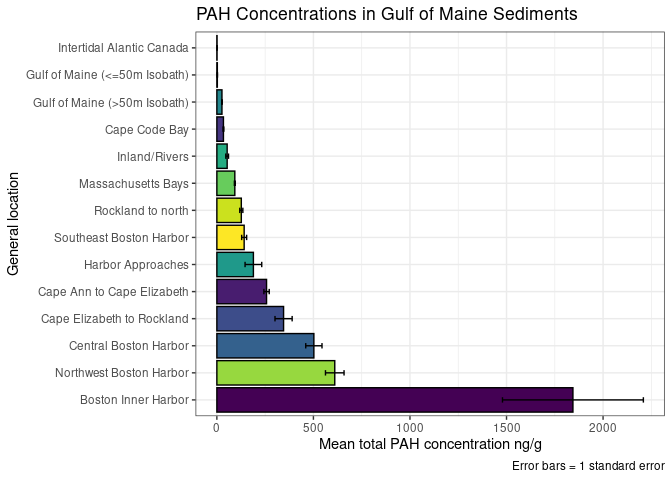 PAH Concentrations in Gulf of Maine Sediments
General location
Intertidal Alantic Canada
Gulf of Maine (<=50m Isobath)
Gulf of Maine (>50m Isobath)
Cape Code Bay
Inland/Rivers
Massachusetts Bays
Rockland to north
Southeast Boston Harbor
Harbor Approaches
Cape Ann to Cape Elizabeth
Cape Elizabeth to Rockland
Central Boston Harbor
Northwest Boston Harbor
Boston Inner Harbor
0 500 1000 1500 2000
Mean total PAH concentration ng/g
Error bars = 1 standard error